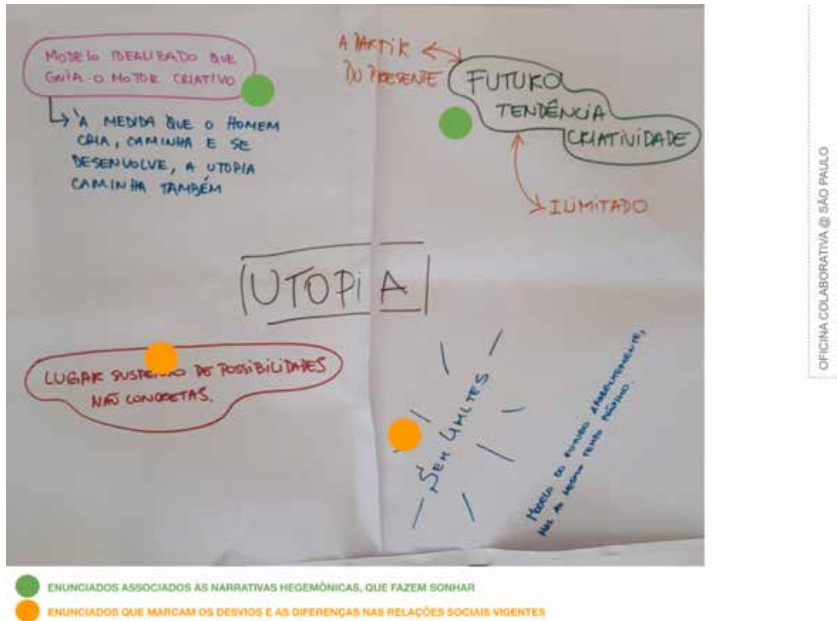 MODELO IDEALIZADO QUE
GUIA O MOTOR CRIATIVO
À MEDIDA QUE O HOMEM
CRIA, CAMINHA E SE
DESENVOLVE, A UTOPIA
CAMINHA TAMBÉM
A PARTIR
DO PRESENTE
FUTURO
TENDÊNCIA
CRIATIVIDADE
ILIMITADO
UTOPIA
LUGAR SUSPENSO DE POSSIBILIDADES
NÃO CONCRETAS.
SEM LIMITES
MODELO DO FUTURO
MAS AO MESMO TEMPO
OFICINA COLABORATIVA @ SÃO PAULO
ENUNCIADOS ASSOCIADOS ÀS NARRATIVAS HEGEMÔNICAS, QUE FAZEM SONHAR
ENUNCIADOS QUE MARCAM OS DESVIOS E AS DIFERENÇAS NAS RELAÇÕES SOCIAIS VIGENTES